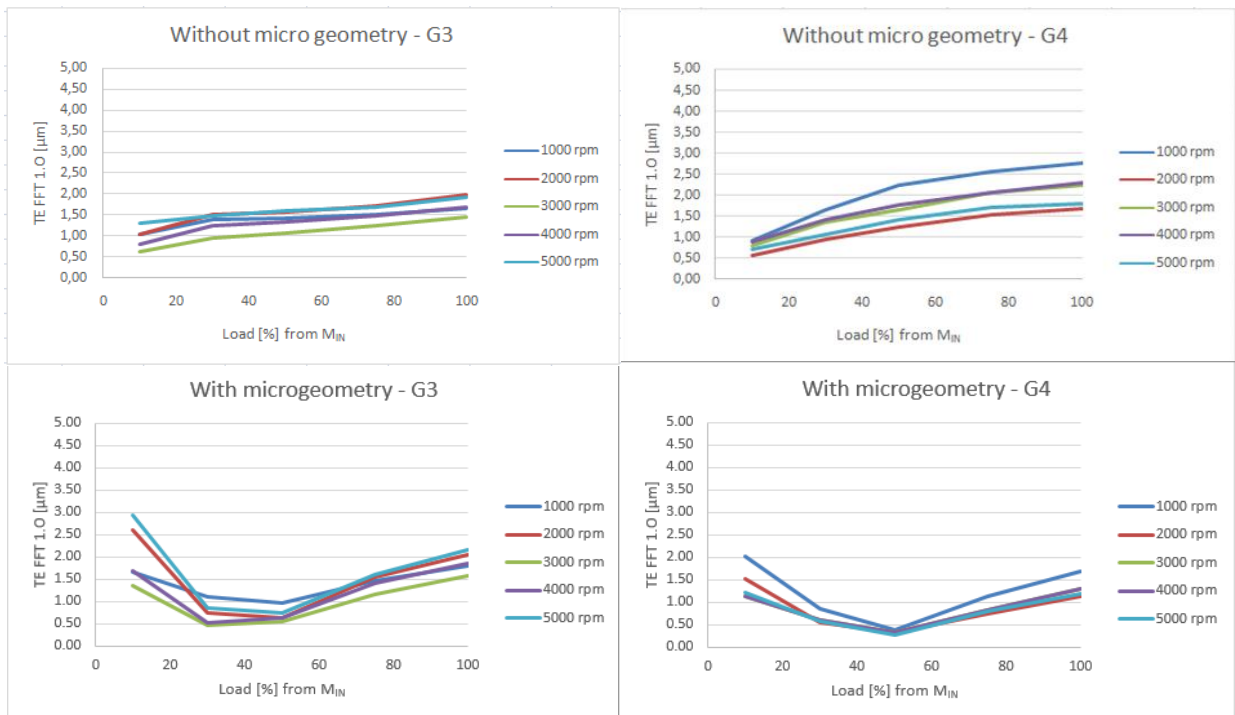 Without micro geometry - G3
TE FFT 1.O [µm]
5,00
4,50
4,00
3,50
3,00
2,50
2,00
1,50
1,00
0,50
0,00
0 20 40 60 80 100
Load [%] from MIN
1000 rpm
2000 rpm
3000 rpm
4000 rpm
5000 rpm
Without micro geometry - G4
TE FFT 1.O [µm]
5,00
4,50
4,00
3,50
3,00
2,50
2,00
1,50
1,00
0,50
0,00
0 20 40 60 80 100
Load [%] from MIN
1000 rpm
2000 rpm
3000 rpm
4000 rpm
5000 rpm
With microgeometry - G3
TE FFT 1.O [µm]
5.00
4.50
4.00
3.50
3.00
2.50
2.00
1.50
1.00
0.50
0.00
0 20 40 60 80 100
Load [%] from MIN
1000 rpm
2000 rpm
3000 rpm
4000 rpm
5000 rpm
With microgeometry - G4
TE FFT 1.O [µm]
5.00
4.50
4.00
3.50
3.00
2.50
2.00
1.50
1.00
0.50
0.00
0 20 40 60 80 100
Load [%] from MIN
1000 rpm
2000 rpm
3000 rpm
4000 rpm
5000 rpm